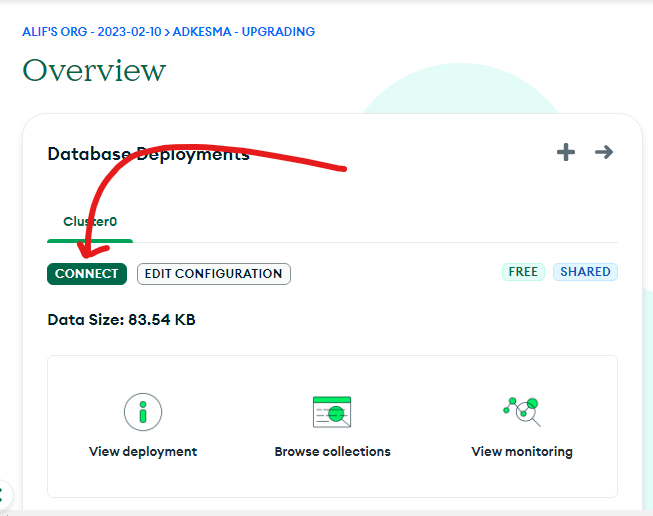 ALIF'S ORG - 2023-02-10 > ADKESMA - UPGRADING
Overview
Database Deployments
Cluster0
CONNECT EDIT CONFIGURATION FREE SHARED
Data Size: 83.54 KB
View deployment Browse collections View monitoring